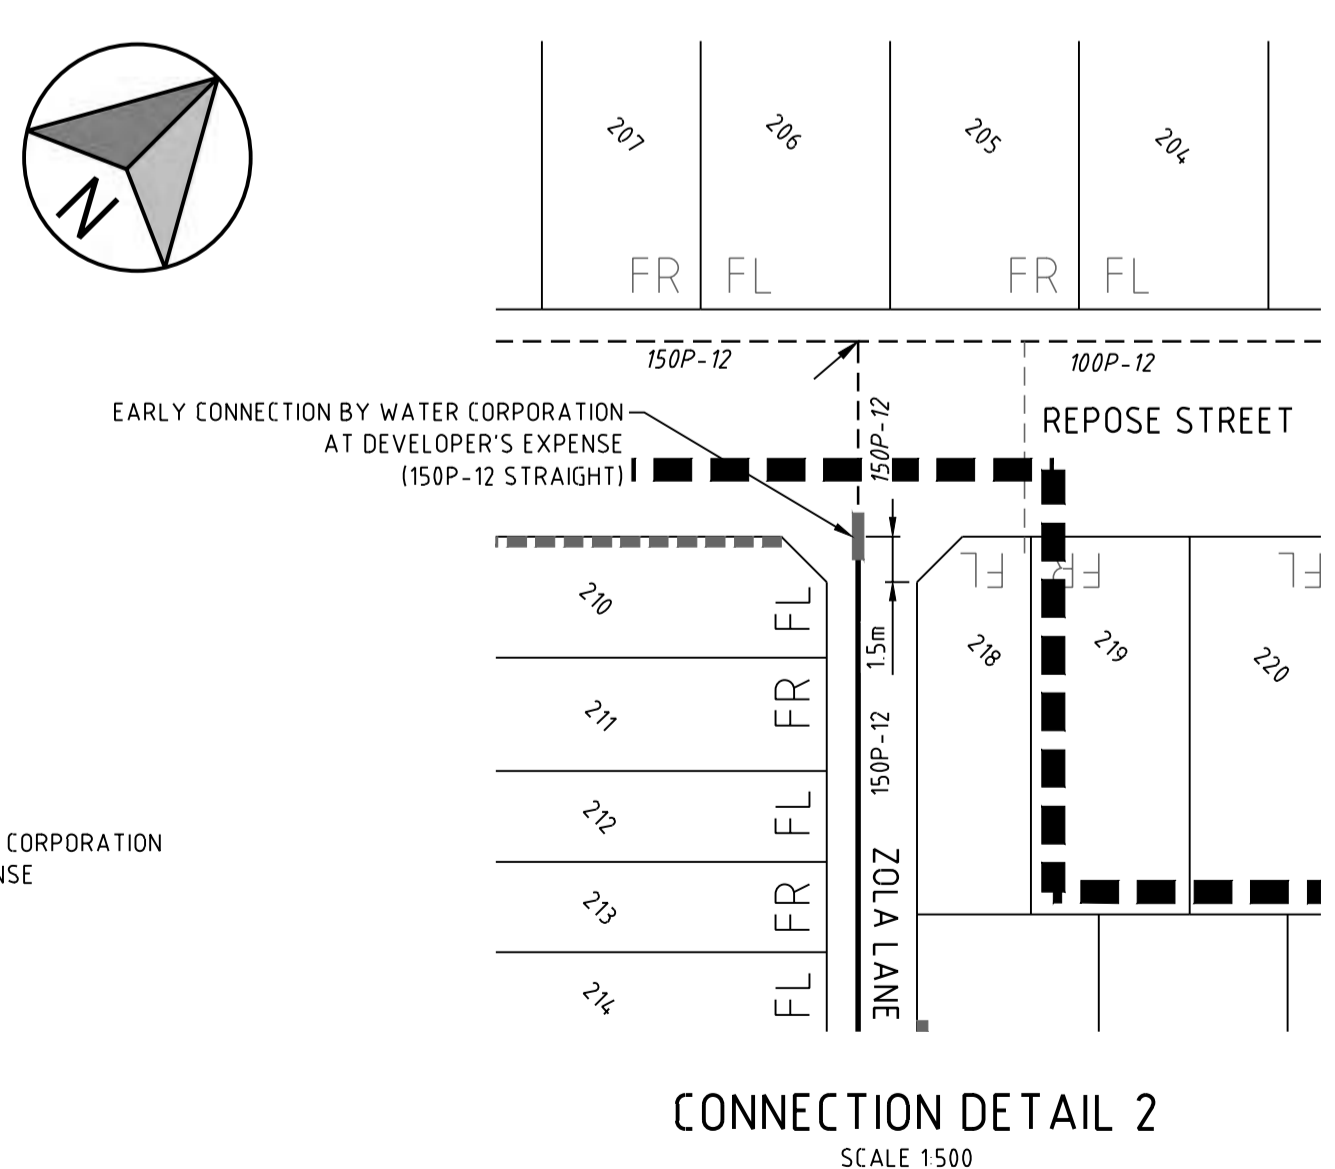 N
207
206
205
204
FR
FL
FR
FL
150P-12
100P-12
150P-12
REPOSE STREET
EARLY CONNECTION BY WATER CORPORATION
AT DEVELOPER'S EXPENSE
(150P-12 STRAIGHT)
FL
FR
FL
210
FL
218
219
220
1.5m
211
FR
150P-12
212
FL
ZOLA LANE
213
FR
214
FL
CORPORATION
NSE
CONNECTION DETAIL 2
SCALE 1:500